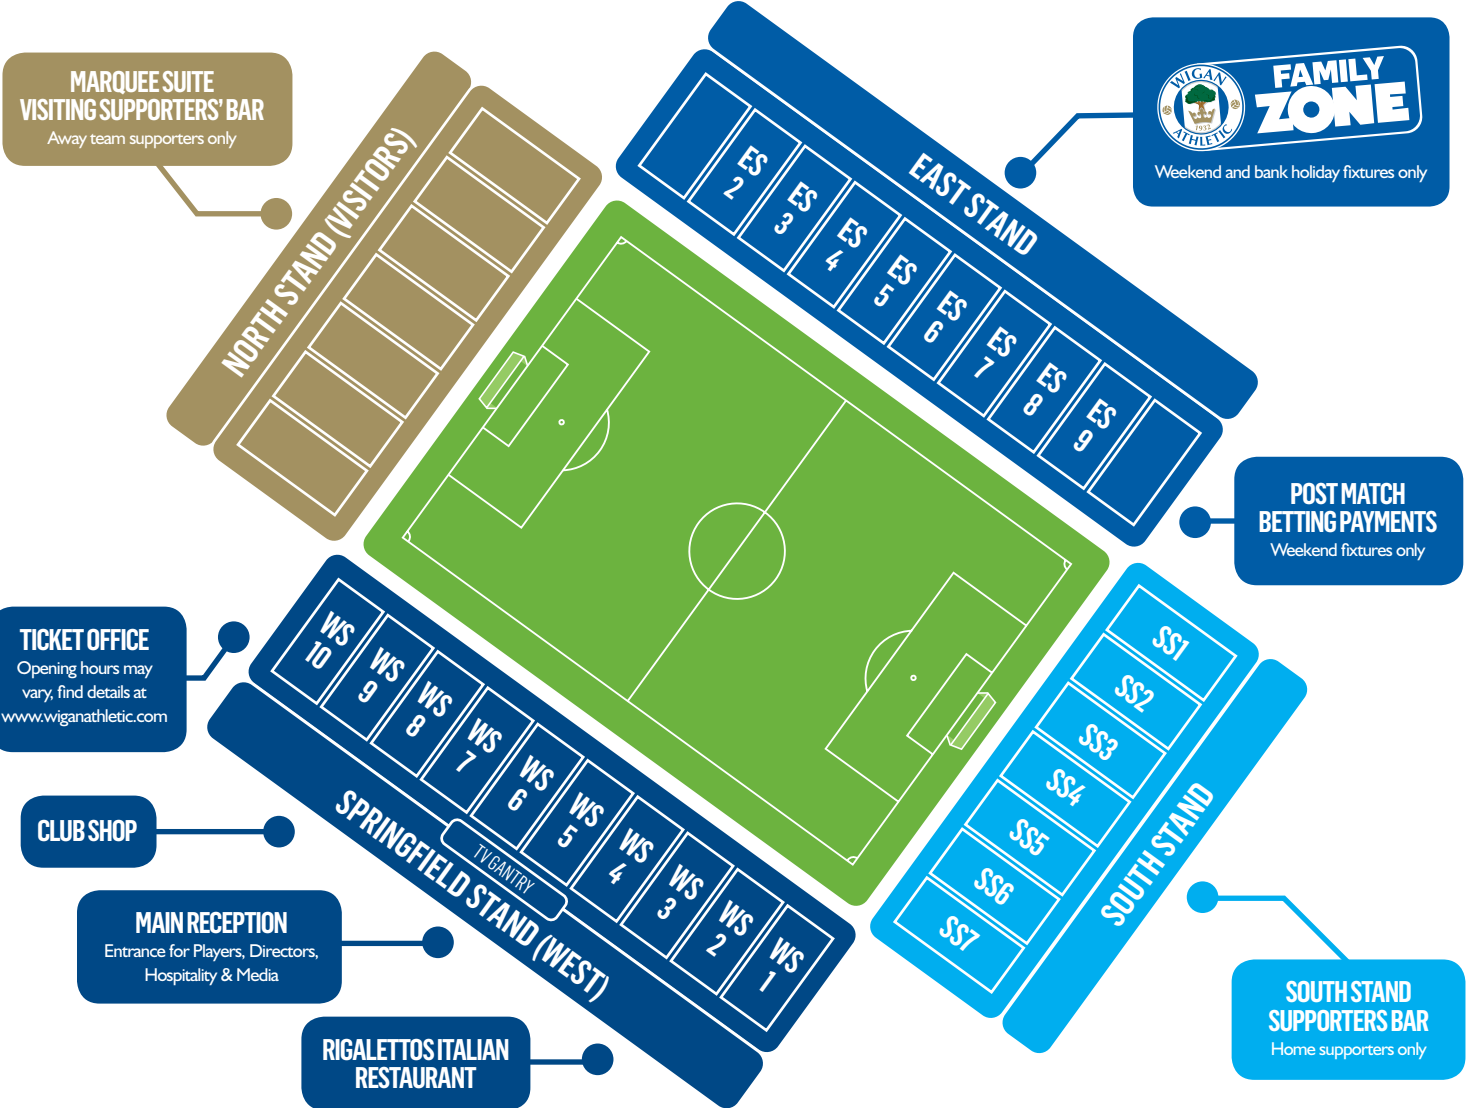 MARQUEE SUITE
VISITING SUPPORTERS' BAR
Away team supporters only
NORTH STAND (VISITORS)
EAST STAND
ES
2
ES
3
ES
4
ES
5
ES
6
ES
7
ES
8
ES
9
WIGAN
ATHLETIC
1932
FAMILY
ZONE
Weekend and bank holiday fixtures only
POST MATCH
BETTING PAYMENTS
Weekend fixtures only
TICKET OFFICE
Opening hours may
vary, find details at
www.wiganathletic.com
WS
10
WS
9
WS
8
WS
7
WS
6
WS
5
WS
4
WS
3
WS
2
WS
1
TV GANTRY
SPRINGFIELD STAND (WEST)
SS1
SS2
SS3
SS4
SS5
SS6
SS7
SOUTH STAND
CLUB SHOP
MAIN RECEPTION
Entrance for Players, Directors,
Hospitality & Media
RIGALETTOS ITALIAN
RESTAURANT
SOUTH STAND
SUPPORTERS BAR
Home supporters only